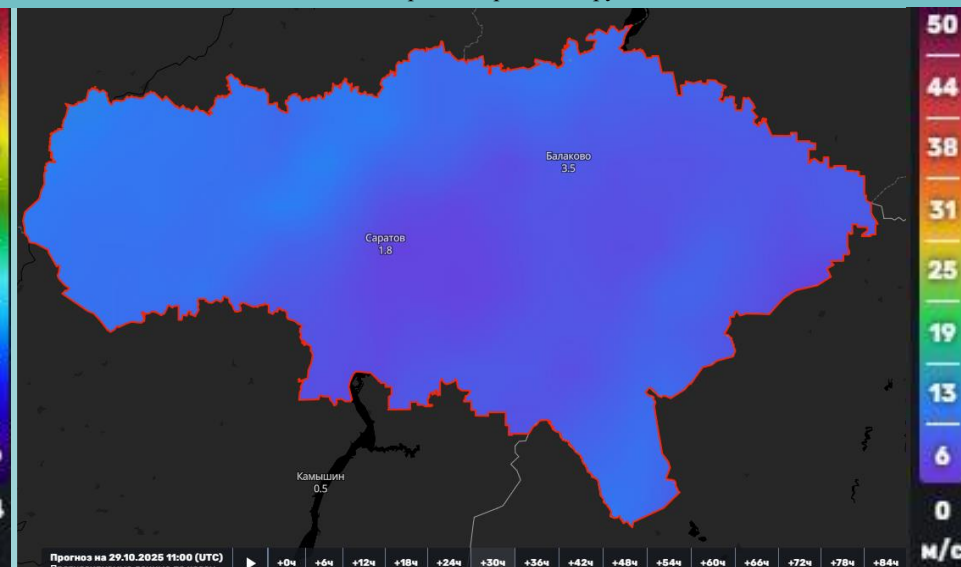 50
44
38
31
25
19
13
6
0
м/с
Балаково
3.5
Саратов
1.8
Камышин
0.5
Прогноз на 29.10.2025 11:00 (UTC)
+0ч +6ч +12ч +18ч +24ч +30ч +36ч +42ч +48ч +54ч +60ч +66ч +72ч +78ч +84ч